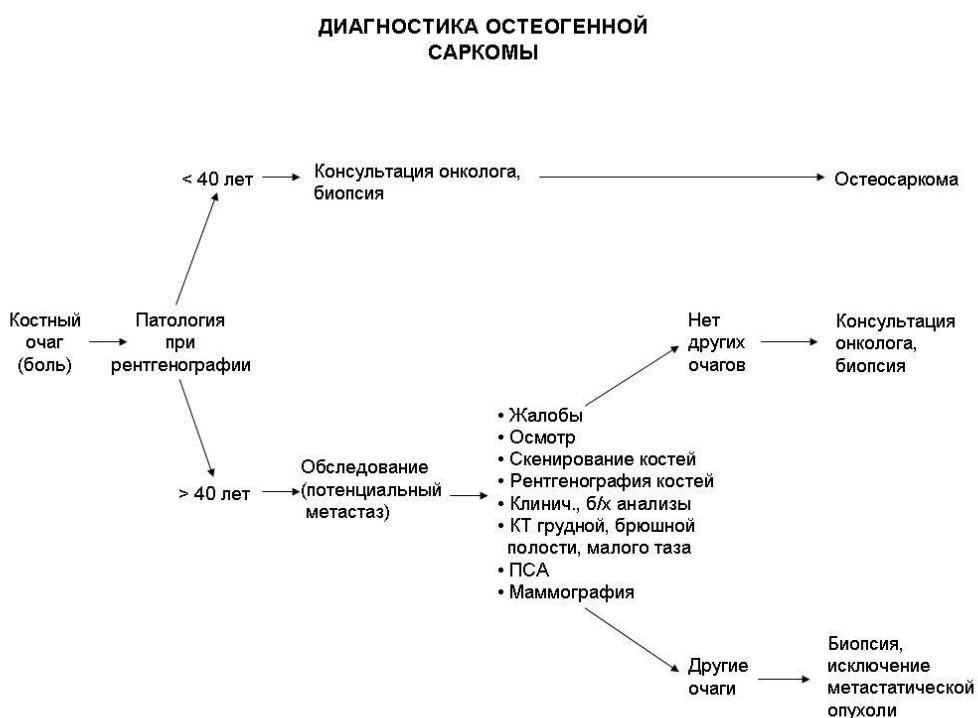 ДИАГНОСТИКА ОСТЕОГЕННОЙ
САРКОМЫ
< 40 лет
Консультация онколога,
биопсия
Остеосаркома
Костный
очаг
(боль)
Патология
при
рентгенографии
Нет
других
очагов
Консультация
онколога,
биопсия
> 40 лет
Обследование
(потенциальный
метастаз)
• Жалобы
• Осмотр
• Скенирование костей
• Рентгенография костей
• Клинич., б/х анализы
• КТ грудной, брюшной
полости, малого таза
• ПСА
• Маммография
Другие
очаги
Биопсия,
исключение
метастатической
опухоли